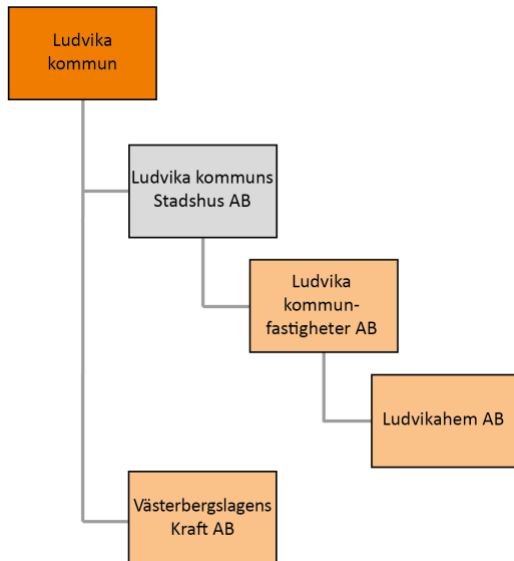 Ludvika
kommun
Ludvika kommuns
Stadshus AB
Ludvika
kommun-
fastigheter AB
Ludvikahem AB
Västerbergslagens
Kraft AB